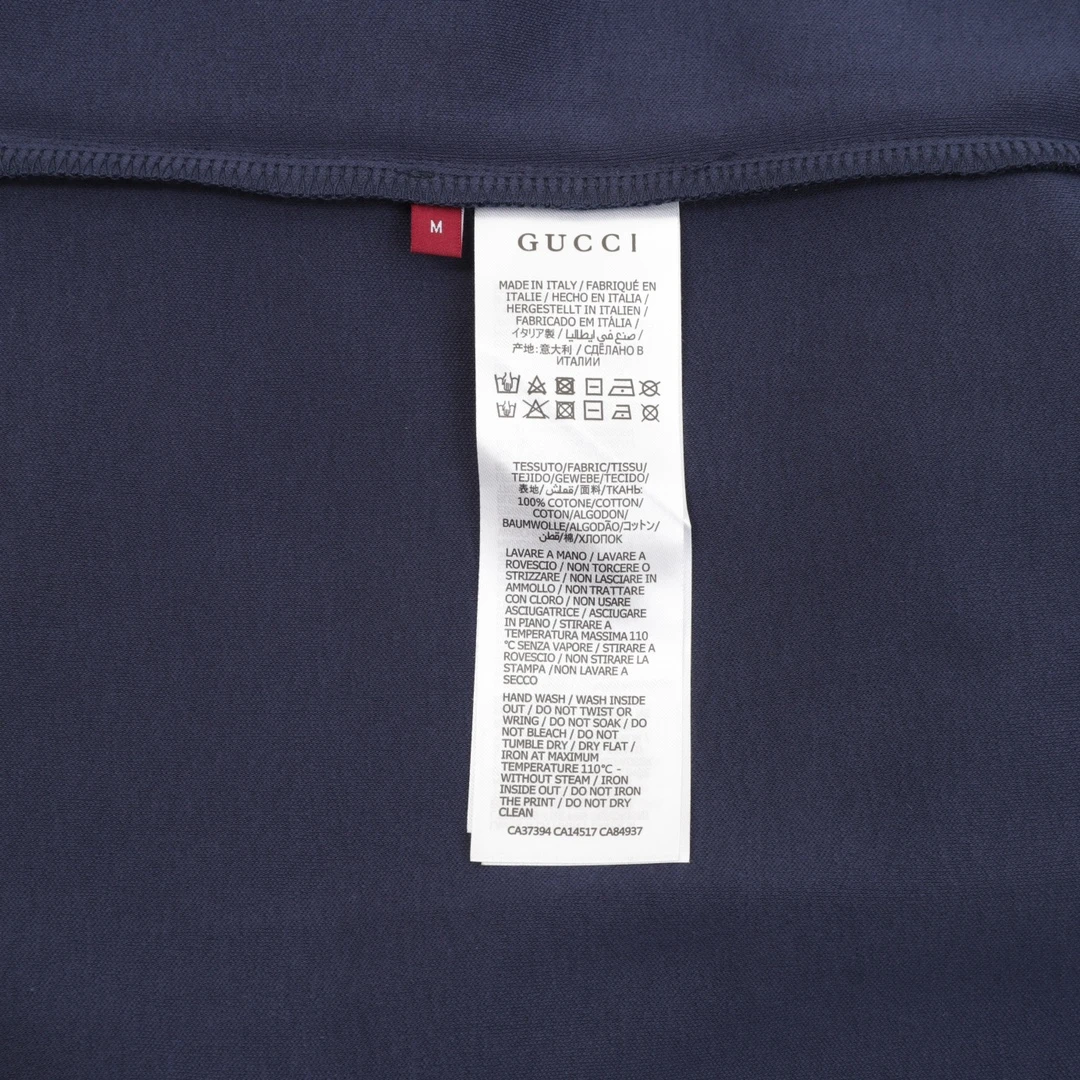 M
GUCCI
MADE IN ITALY / FABRIQUÉ EN
ITALIE / HECHO EN ITALIA /
HERGESTELLT IN ITALIEN /
FABRICADO EM ITÁLIA /
イタリア製 / صنع في ايطاليا /
产地:意大利 / СДЕЛАНО В
ИТАЛИИ
TESSUTO/FABRIC/TISSU/
TEJIDO/GEWEBE/TECIDO/
表地/قماش/面料/ТКАНЬ:
100% COTONE/COTTON/
COTON/ALGODON/
BAUMWOLLE/ALGODÃO/コットン/
قطن/棉/ХЛОПОК
LAVARE A MANO / LAVARE A
ROVESCIO / NON TORCERE O
STRIZZARE / NON LASCIARE IN
AMMOLLO / NON TRATTARE
CON CLORO / NON USARE
ASCIUGATRICE / ASCIUGARE
IN PIANO / STIRARE A
TEMPERATURA MASSIMA 110
°C SENZA VAPORE / STIRARE A
ROVESCIO / NON STIRARE LA
STAMPA /NON LAVARE A
SECCO
HAND WASH / WASH INSIDE
OUT / DO NOT TWIST OR
WRING / DO NOT SOAK / DO
NOT BLEACH / DO NOT
TUMBLE DRY / DRY FLAT /
IRON AT MAXIMUM
TEMPERATURE 110°C -
WITHOUT STEAM / IRON
INSIDE OUT / DO NOT IRON
THE PRINT / DO NOT DRY
CLEAN
CA37394 CA14517 CA84937